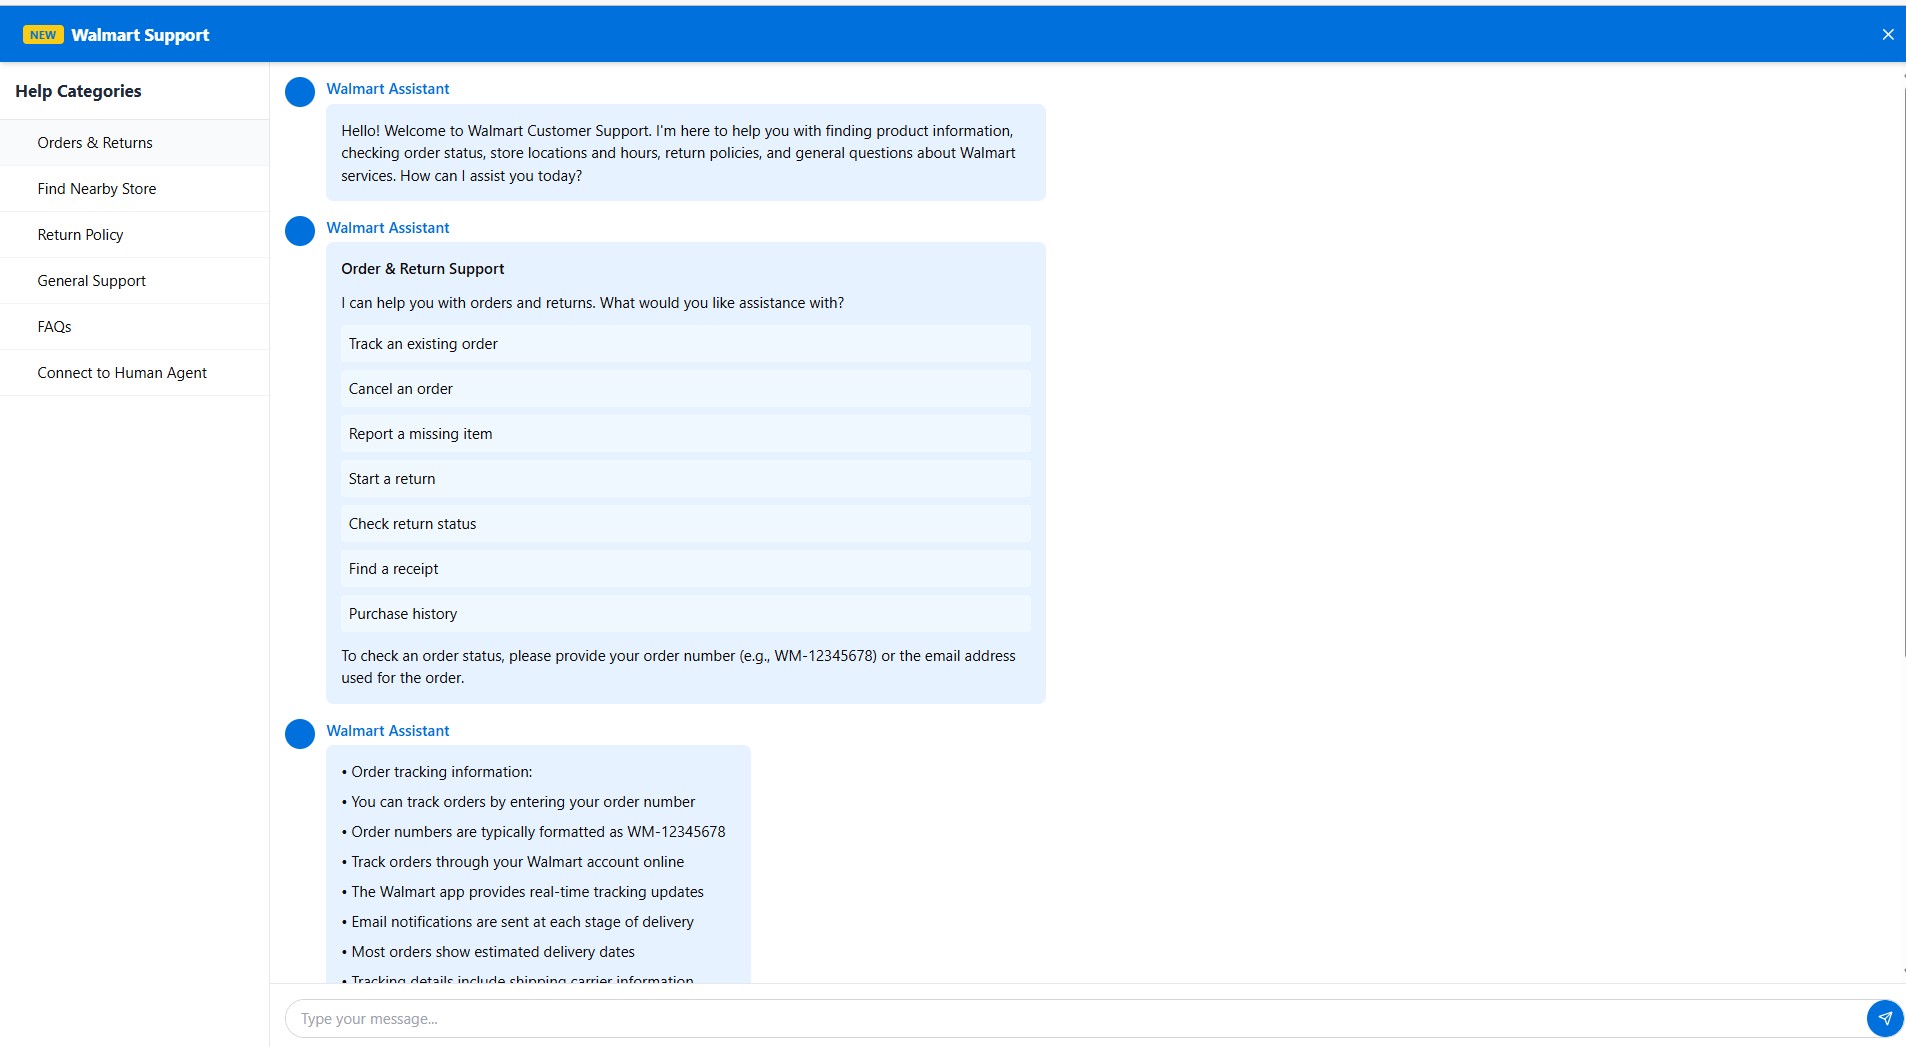 NEW Walmart Support
Help Categories
Orders & Returns
Find Nearby Store
Return Policy
General Support
FAQs
Connect to Human Agent
Walmart Assistant
Hello! Welcome to Walmart Customer Support. I'm here to help you with finding product information,
checking order status, store locations and hours, return policies, and general questions about Walmart
services. How can I assist you today?
Walmart Assistant
Order & Return Support
I can help you with orders and returns. What would you like assistance with?
Track an existing order
Cancel an order
Report a missing item
Start a return
Check return status
Find a receipt
Purchase history
To check an order status, please provide your order number (e.g., WM-12345678) or the email address
used for the order.
Walmart Assistant
• Order tracking information:
• You can track orders by entering your order number
• Order numbers are typically formatted as WM-12345678
• Track orders through your Walmart account online
• The Walmart app provides real-time tracking updates
• Email notifications are sent at each stage of delivery
• Most orders show estimated delivery dates
• Tracking details include shipping carrier information
Type your message...